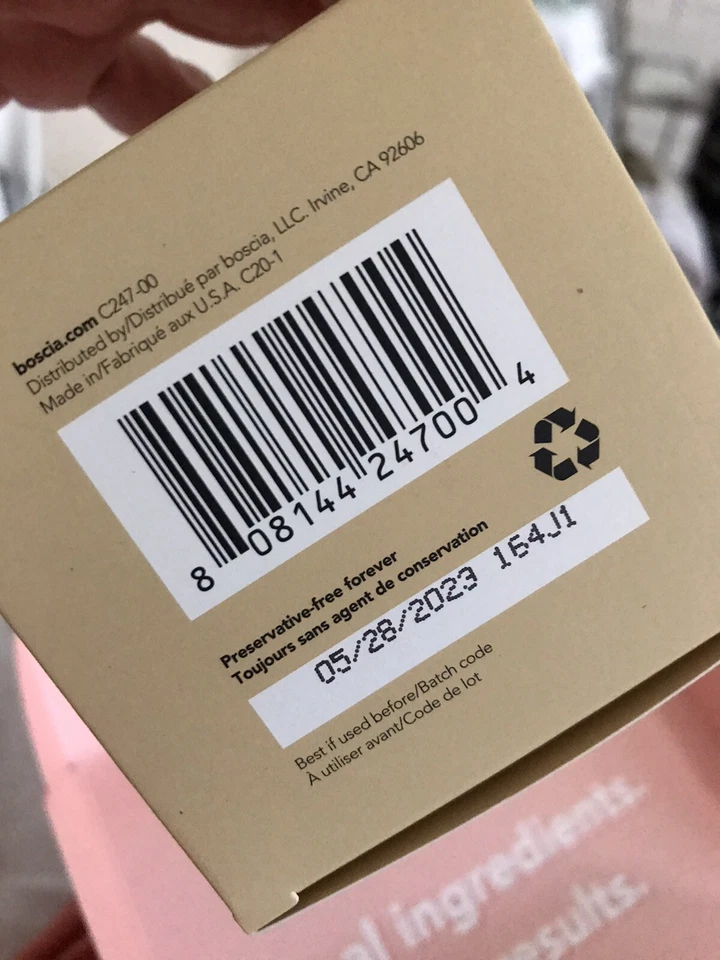 boscia.com C247-00
Distributed by/Distribué par boscia, LLC. Irvine, CA 92606
Made in/Fabriqué aux U.S.A. C20-1
8 08144 24700 4
Preservative-free forever
Toujours sans agent de conservation
05/28/2023 164J1
Best if used before/Batch code
À utiliser avant/Code de lot
ingredients.
results.